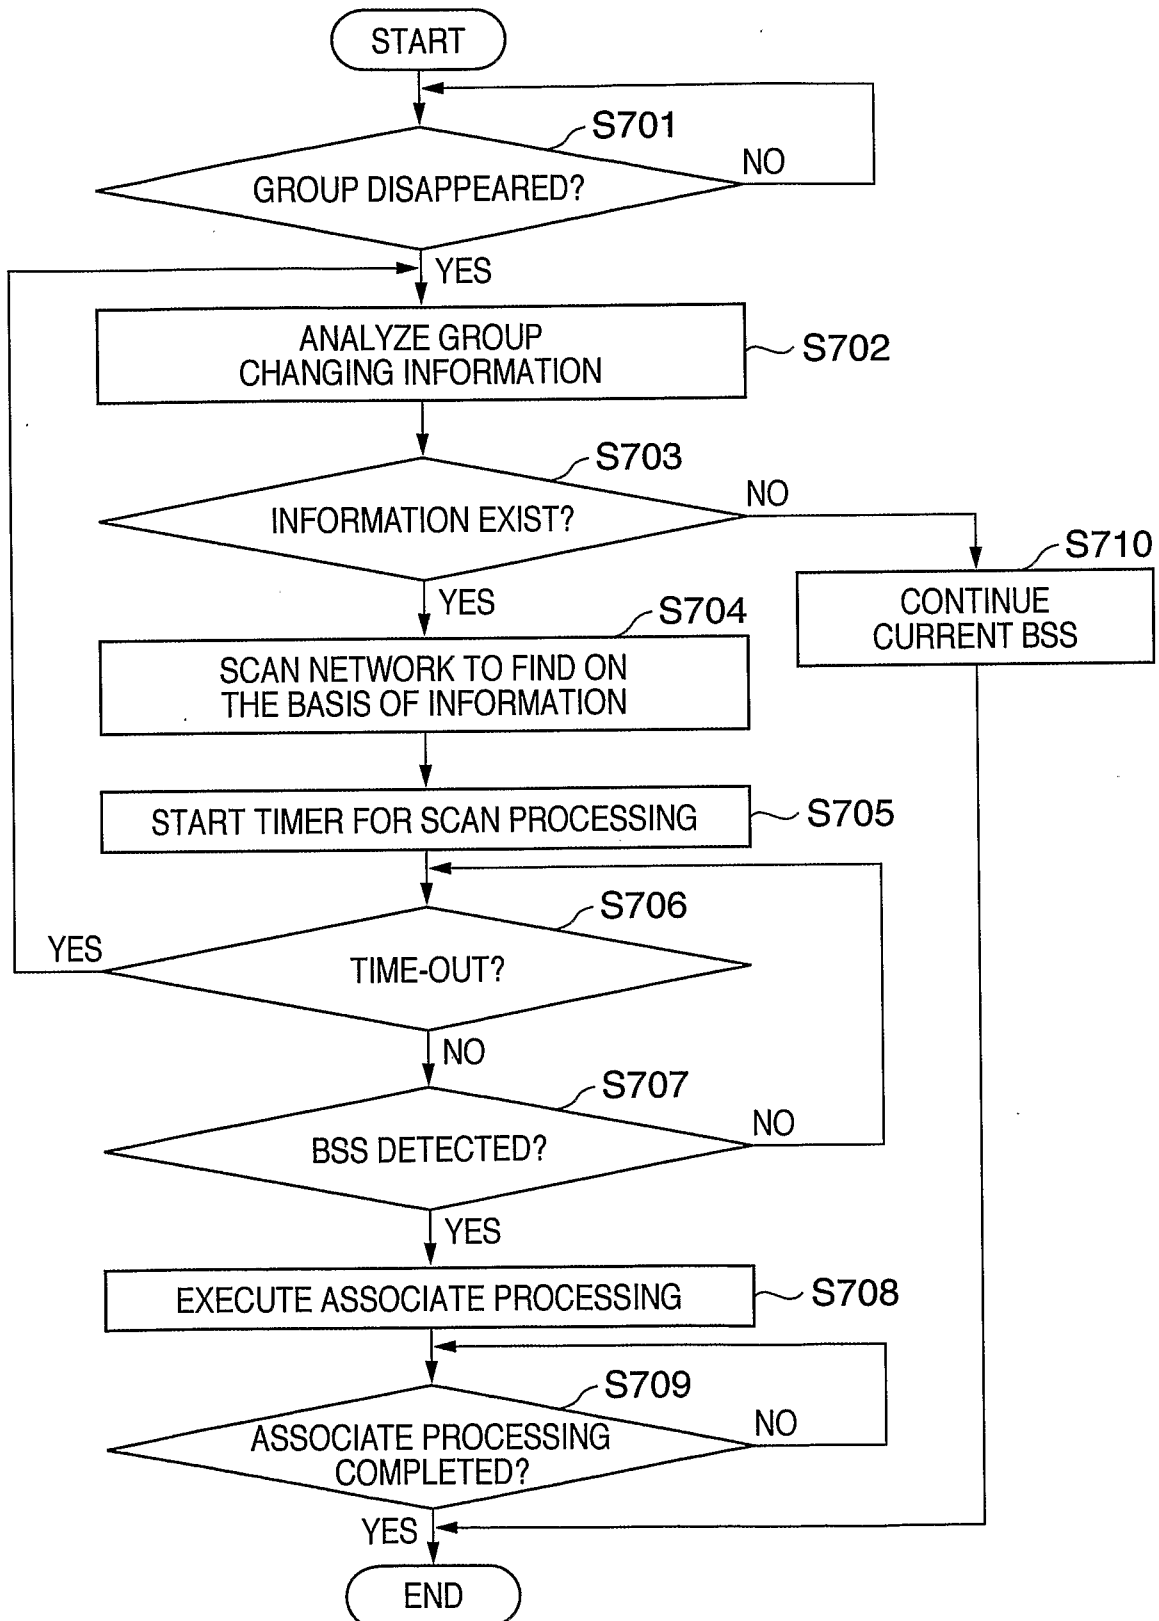 START
S701
GROUP DISAPPEARED?
NO
YES
ANALYZE GROUP
CHANGING INFORMATION
S702
S703
INFORMATION EXIST?
NO
YES
S710
CONTINUE
CURRENT BSS
S704
SCAN NETWORK TO FIND ON
THE BASIS OF INFORMATION
START TIMER FOR SCAN PROCESSING
S705
S706
YES
TIME-OUT?
NO
S707
BSS DETECTED?
NO
YES
EXECUTE ASSOCIATE PROCESSING
S708
S709
ASSOCIATE PROCESSING
COMPLETED?
NO
YES
END